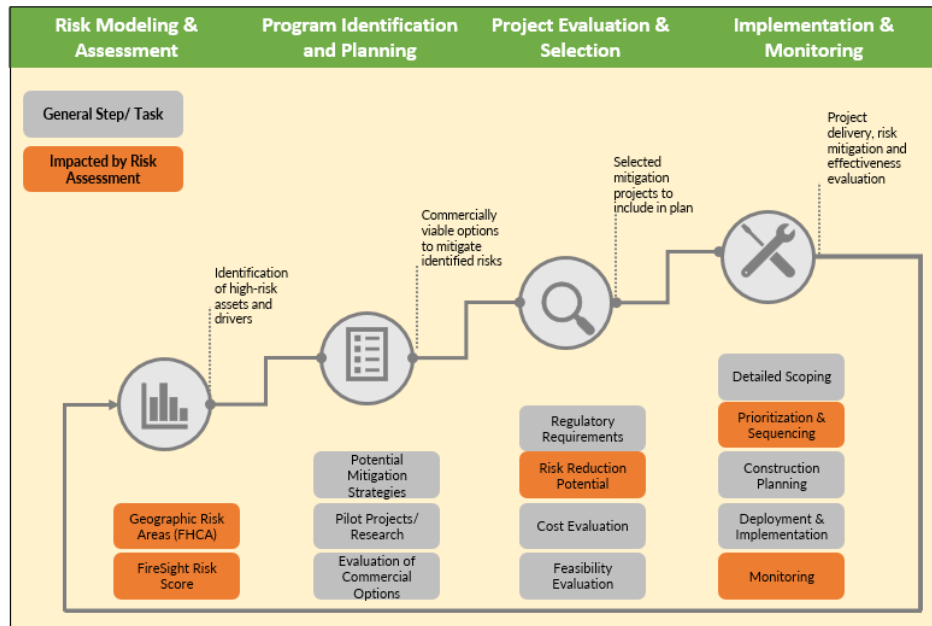 Risk Modeling &
Assessment
Program Identification
and Planning
Project Evaluation &
Selection
Implementation &
Monitoring
General Step/ Task
Impacted by Risk
Assessment
Identification
of high-risk
assets and
drivers
Commercially
viable options
to mitigate
identified risks
Selected
mitigation
projects to
include in plan
Project
delivery, risk
mitigation and
effectiveness
evaluation
Geographic Risk
Areas (FHCA)
FireSight Risk
Score
Potential
Mitigation
Strategies
Pilot Projects/
Research
Evaluation of
Commercial
Options
Regulatory
Requirements
Risk Reduction
Potential
Cost Evaluation
Feasibility
Evaluation
Detailed Scoping
Prioritization &
Sequencing
Construction
Planning
Deployment &
Implementation
Monitoring